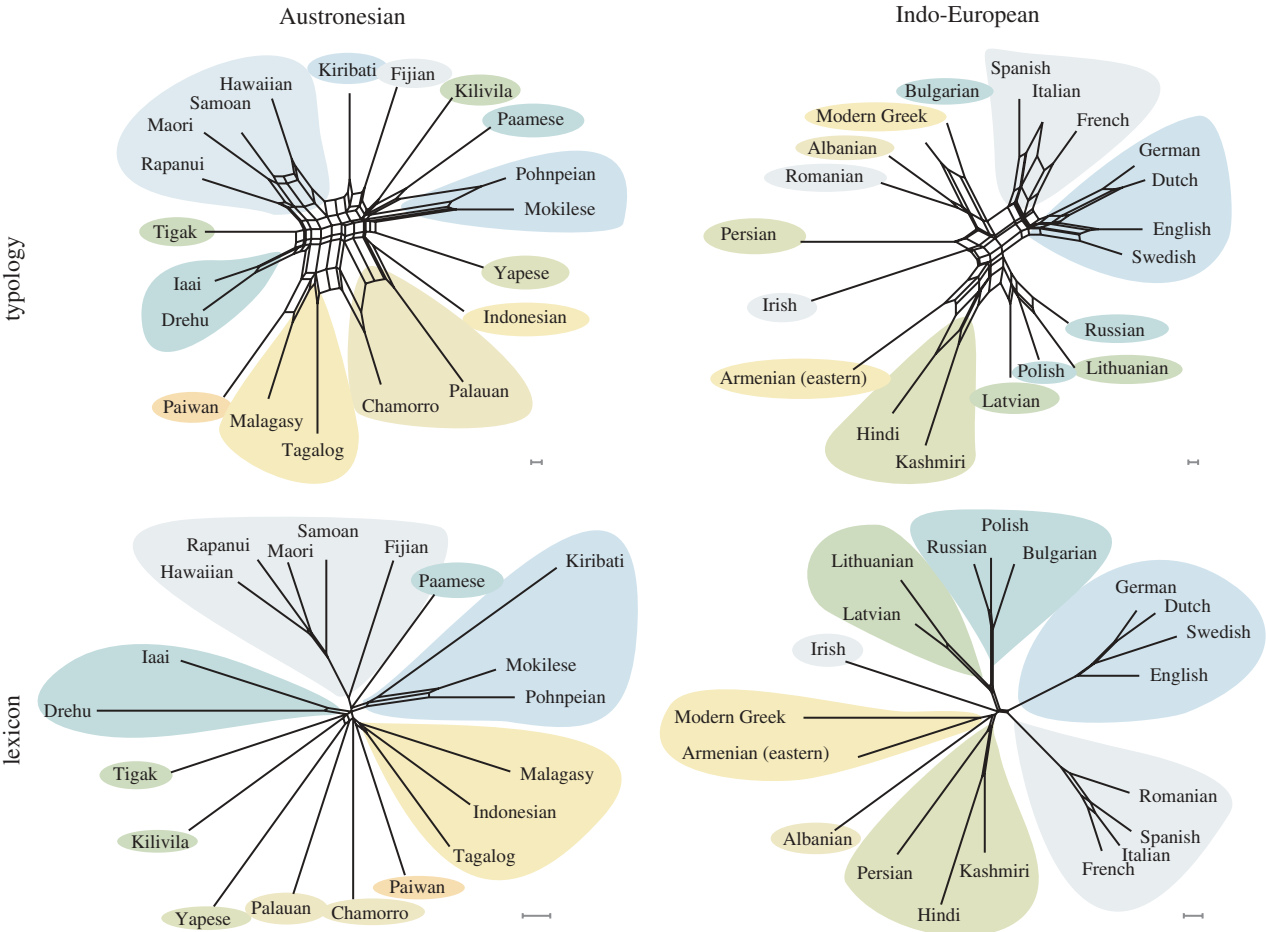 Austronesian
Indo-European
typology
Hawaiian
Samoan
Maori
Rapanui
Kiribati
Fijian
Kilivila
Paamese
Pohnpeian
Mokilese
Tigak
Iaai
Drehu
Yapese
Indonesian
Paiwan
Malagasy
Tagalog
Chamorro
Palauan
Spanish
Italian
French
Bulgarian
Modern Greek
Albanian
Romanian
German
Dutch
English
Swedish
Persian
Irish
Armenian (eastern)
Russian
Polish
Lithuanian
Latvian
Hindi
Kashmiri
lexicon
Samoan
Rapanui
Maori
Hawaiian
Fijian
Paamese
Kiribati
Iaai
Mokilese
Pohnpeian
Drehu
Tigak
Malagasy
Indonesian
Kilivila
Tagalog
Yapese
Palauan
Chamorro
Paiwan
Polish
Russian
Bulgarian
Lithuanian
Latvian
German
Dutch
Swedish
English
Irish
Modern Greek
Armenian (eastern)
Romanian
Spanish
Italian
French
Albanian
Persian
Kashmiri
Hindi